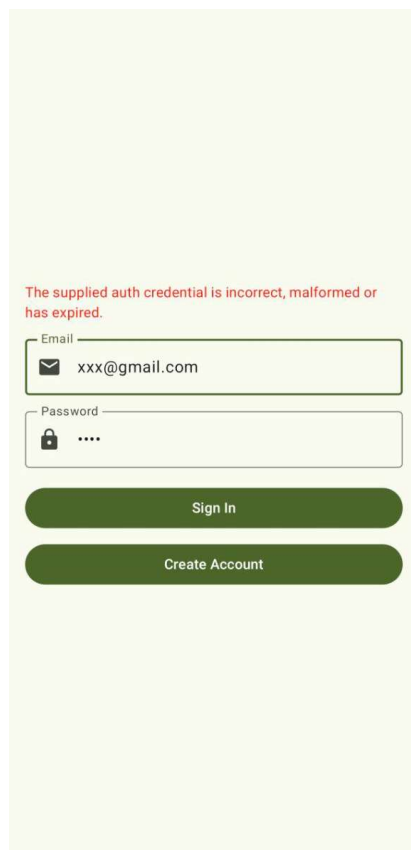 The supplied auth credential is incorrect, malformed or
has expired.
Email
xxx@gmail.com
Password
••••
Sign In
Create Account